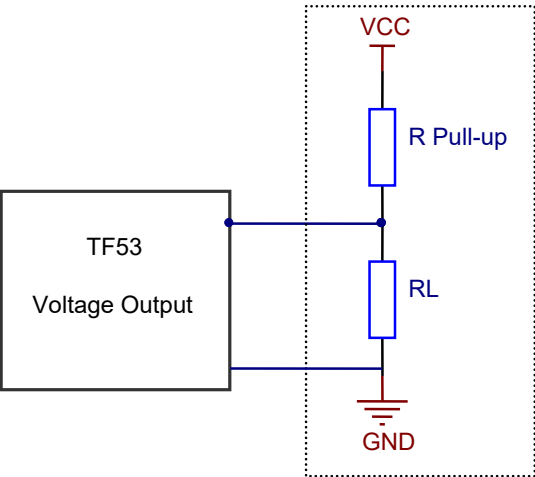 VCC
R Pull-up
TF53
Voltage Output
RL
GND